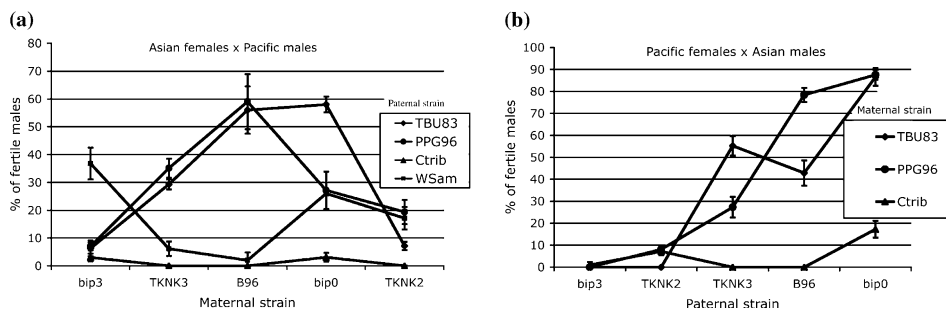 (a)
Asian females x Pacific males
% of fertile males
80
70
60
50
40
30
20
10
0
bip3 TKNK3 B96 bip0 TKNK2
Maternal strain
Paternal strain
TBU83
PPG96
Ctrib
WSam
(b)
Pacific females x Asian males
% of fertile males
100
90
80
70
60
50
40
30
20
10
0
bip3 TKNK2 TKNK3 B96 bip0
Paternal strain
Maternal strain
TBU83
PPG96
Ctrib